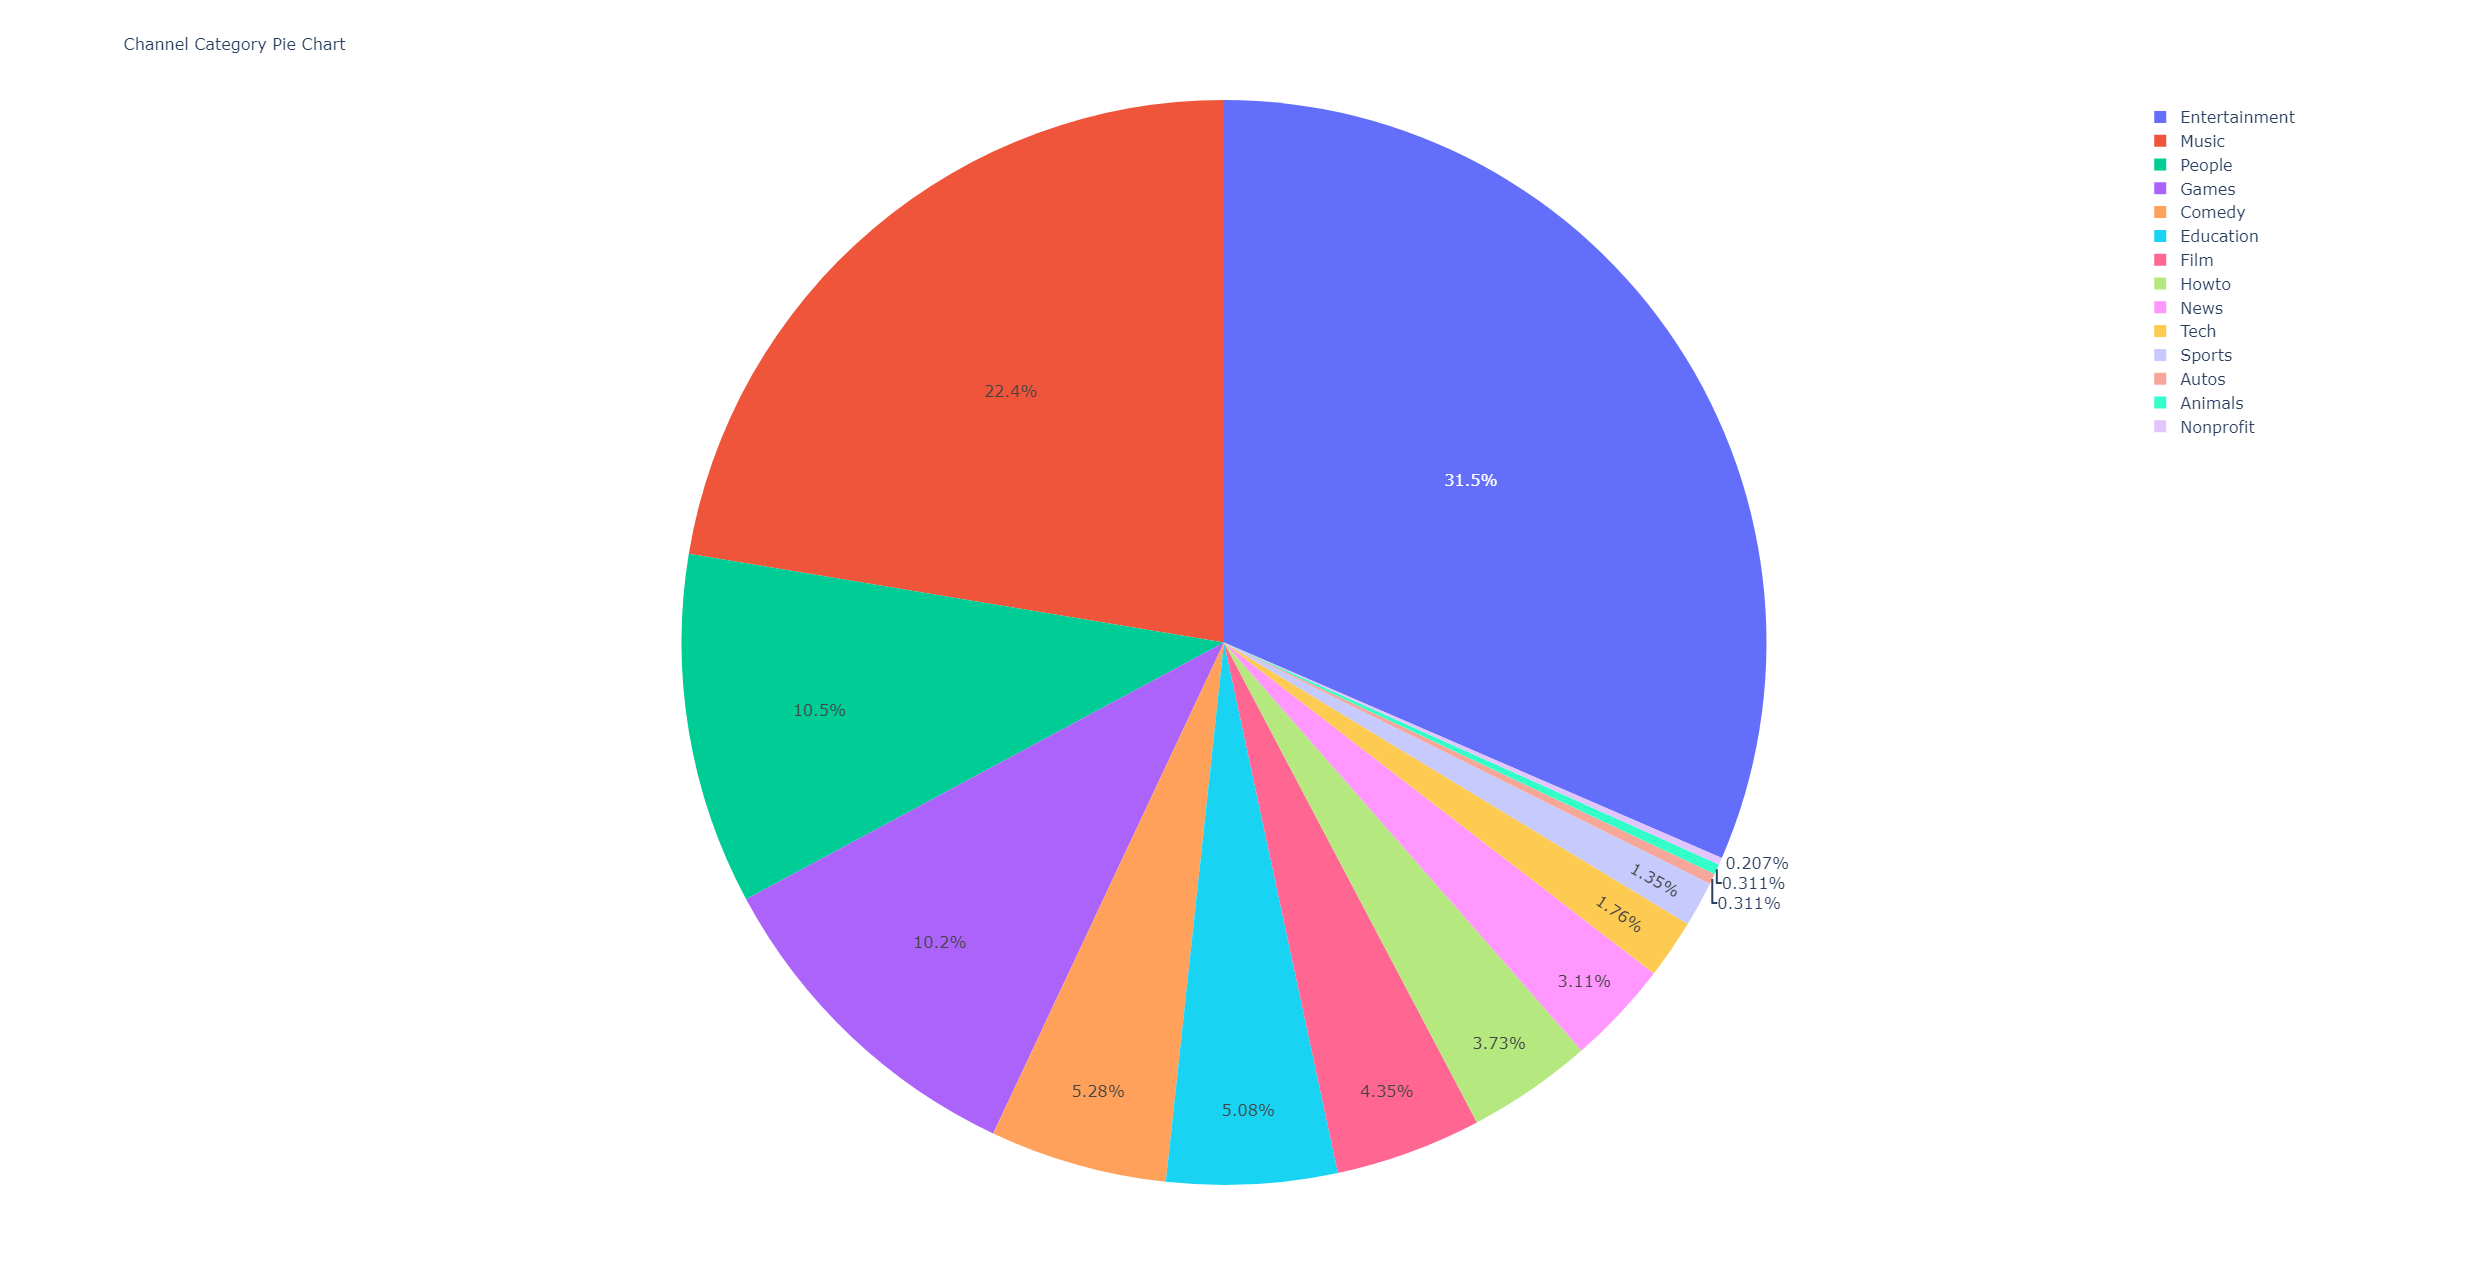 Channel Category Pie Chart
Entertainment
Music
People
Games
Comedy
Education
Film
Howto
News
Tech
Sports
Autos
Animals
Nonprofit
22.4%
31.5%
10.5%
0.207%
1.35%
0.311%
0.311%
1.76%
10.2%
3.11%
3.73%
5.28%
4.35%
5.08%